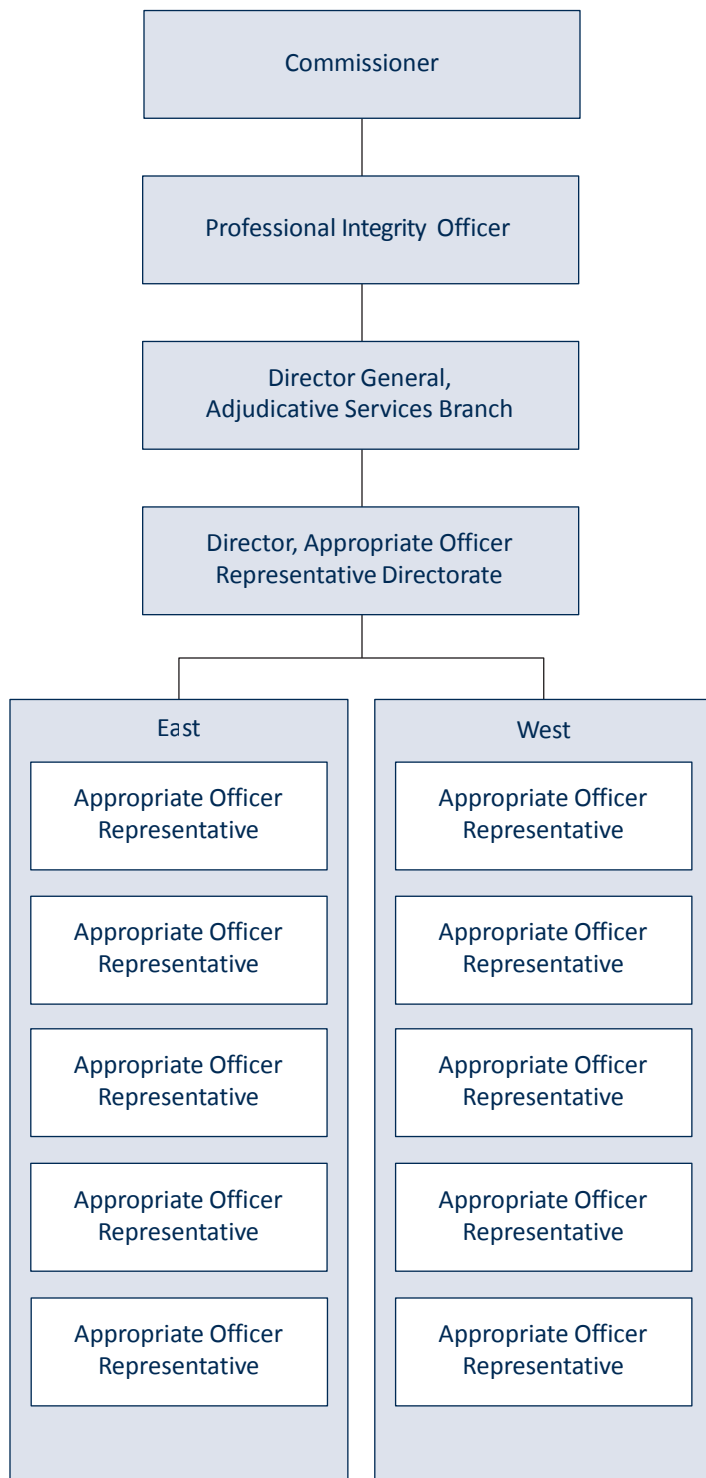 Commissioner
Professional Integrity Officer
Director General,
Adjudicative Services Branch
Director, Appropriate Officer
Representative Directorate
East
Appropriate Officer
Representative
Appropriate Officer
Representative
Appropriate Officer
Representative
Appropriate Officer
Representative
Appropriate Officer
Representative
West
Appropriate Officer
Representative
Appropriate Officer
Representative
Appropriate Officer
Representative
Appropriate Officer
Representative
Appropriate Officer
Representative